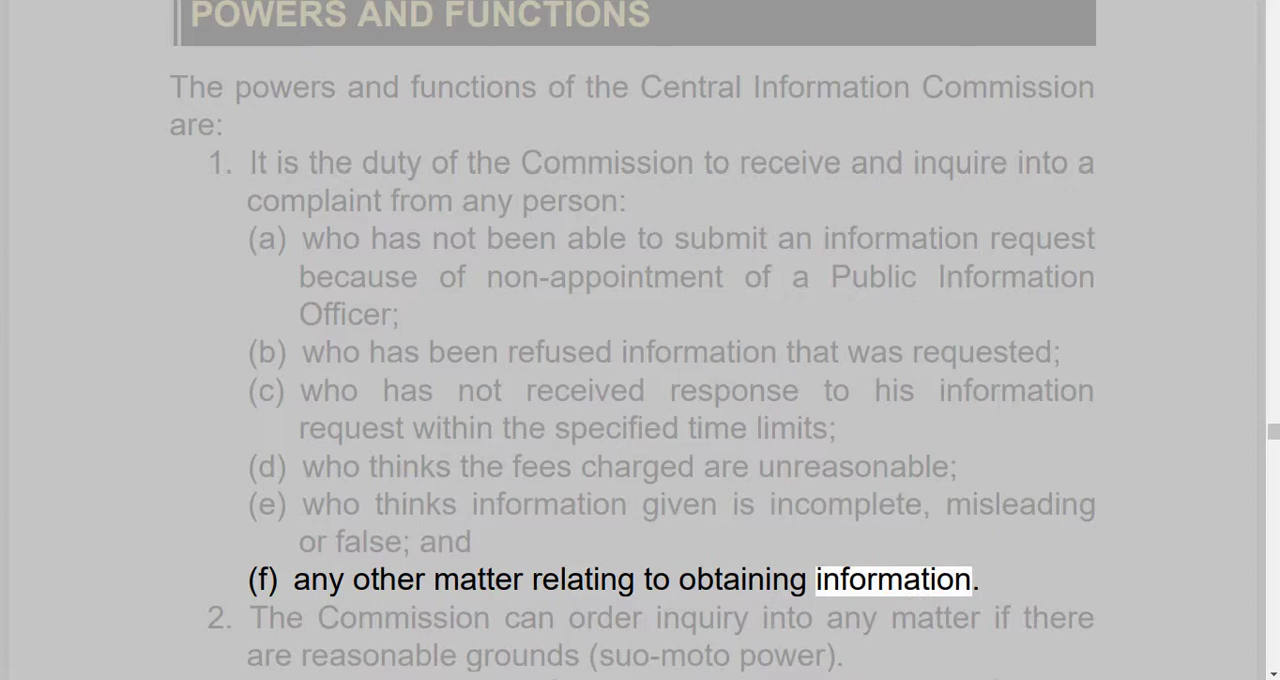 POWERS AND FUNCTIONS
The powers and functions of the Central Information Commission
are:
1. It is the duty of the Commission to receive and inquire into a
complaint from any person:
(a) who has not been able to submit an information request
because of non-appointment of a Public Information
Officer;
(b) who has been refused information that was requested;
(c) who has not received response to his information
request within the specified time limits;
(d) who thinks the fees charged are unreasonable;
(e) who thinks information given is incomplete, misleading
or false; and
(f) any other matter relating to obtaining information.
2. The Commission can order inquiry into any matter if there
are reasonable grounds (suo-moto power).